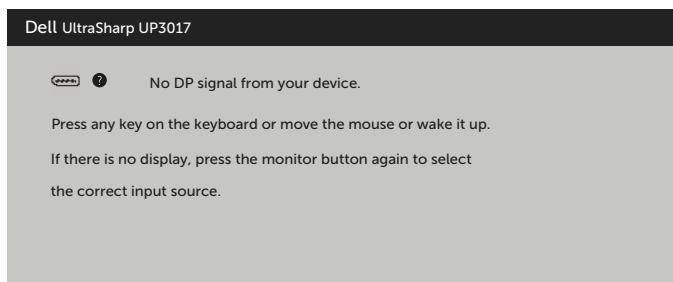 Dell UltraSharp UP3017
? No DP signal from your device.
Press any key on the keyboard or move the mouse or wake it up.
If there is no display, press the monitor button again to select
the correct input source.